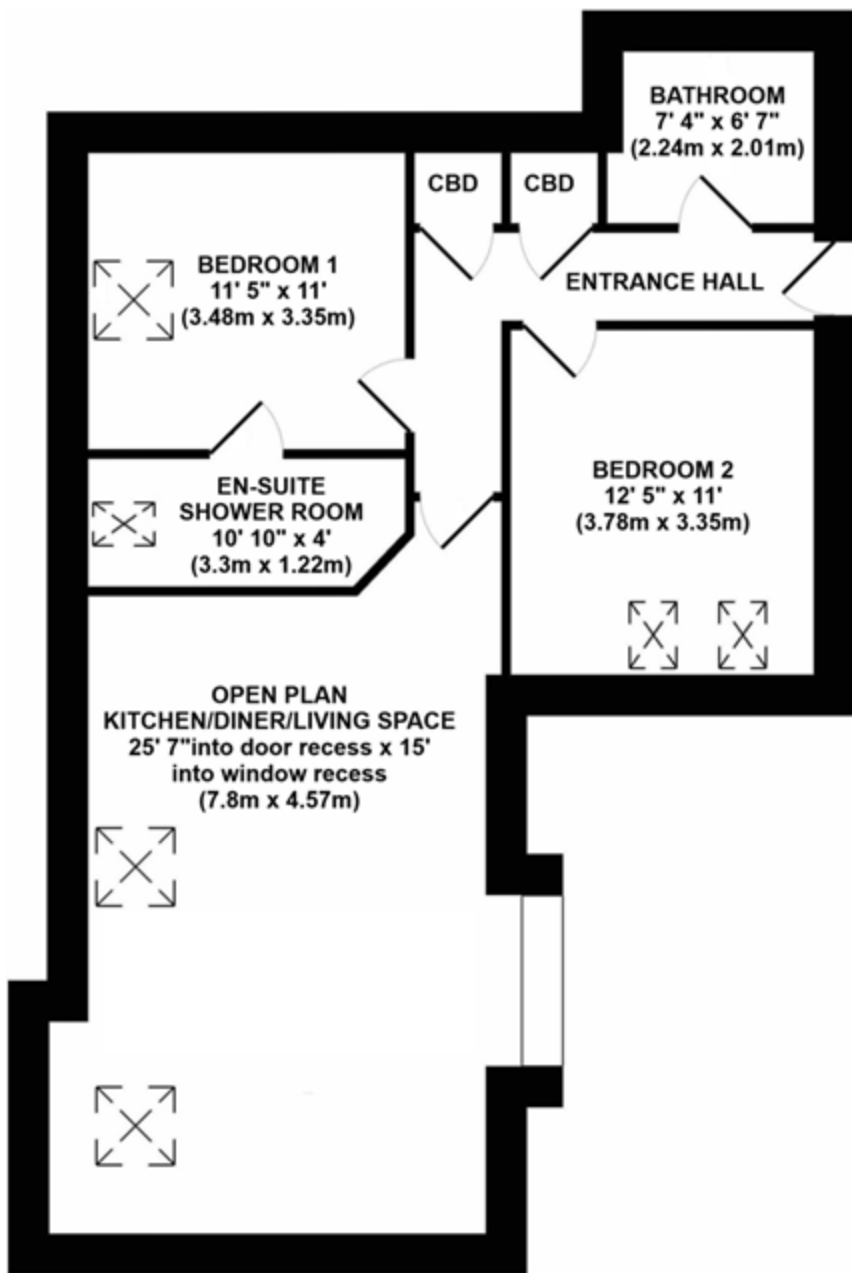 BATHROOM
7' 4" x 6' 7"
(2.24m x 2.01m)
CBD
CBD
BEDROOM 1
11' 5" x 11'
(3.48m x 3.35m)
ENTRANCE HALL
BEDROOM 2
12' 5" x 11'
(3.78m x 3.35m)
EN-SUITE
SHOWER ROOM
10' 10" x 4'
(3.3m x 1.22m)
OPEN PLAN
KITCHEN/DINER/LIVING SPACE
25' 7"into door recess x 15'
into window recess
(7.8m x 4.57m)